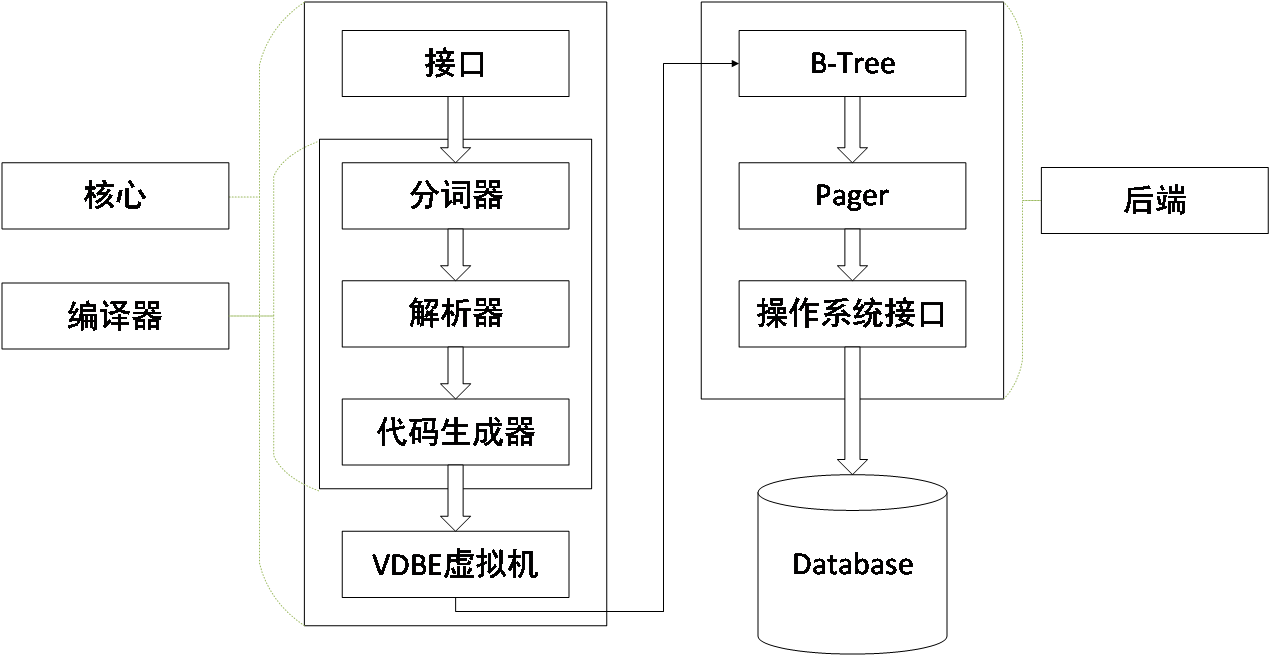 核心
编译器
接口
分词器
解析器
代码生成器
VDBE虚拟机
B-Tree
Pager
操作系统接口
Database
后端